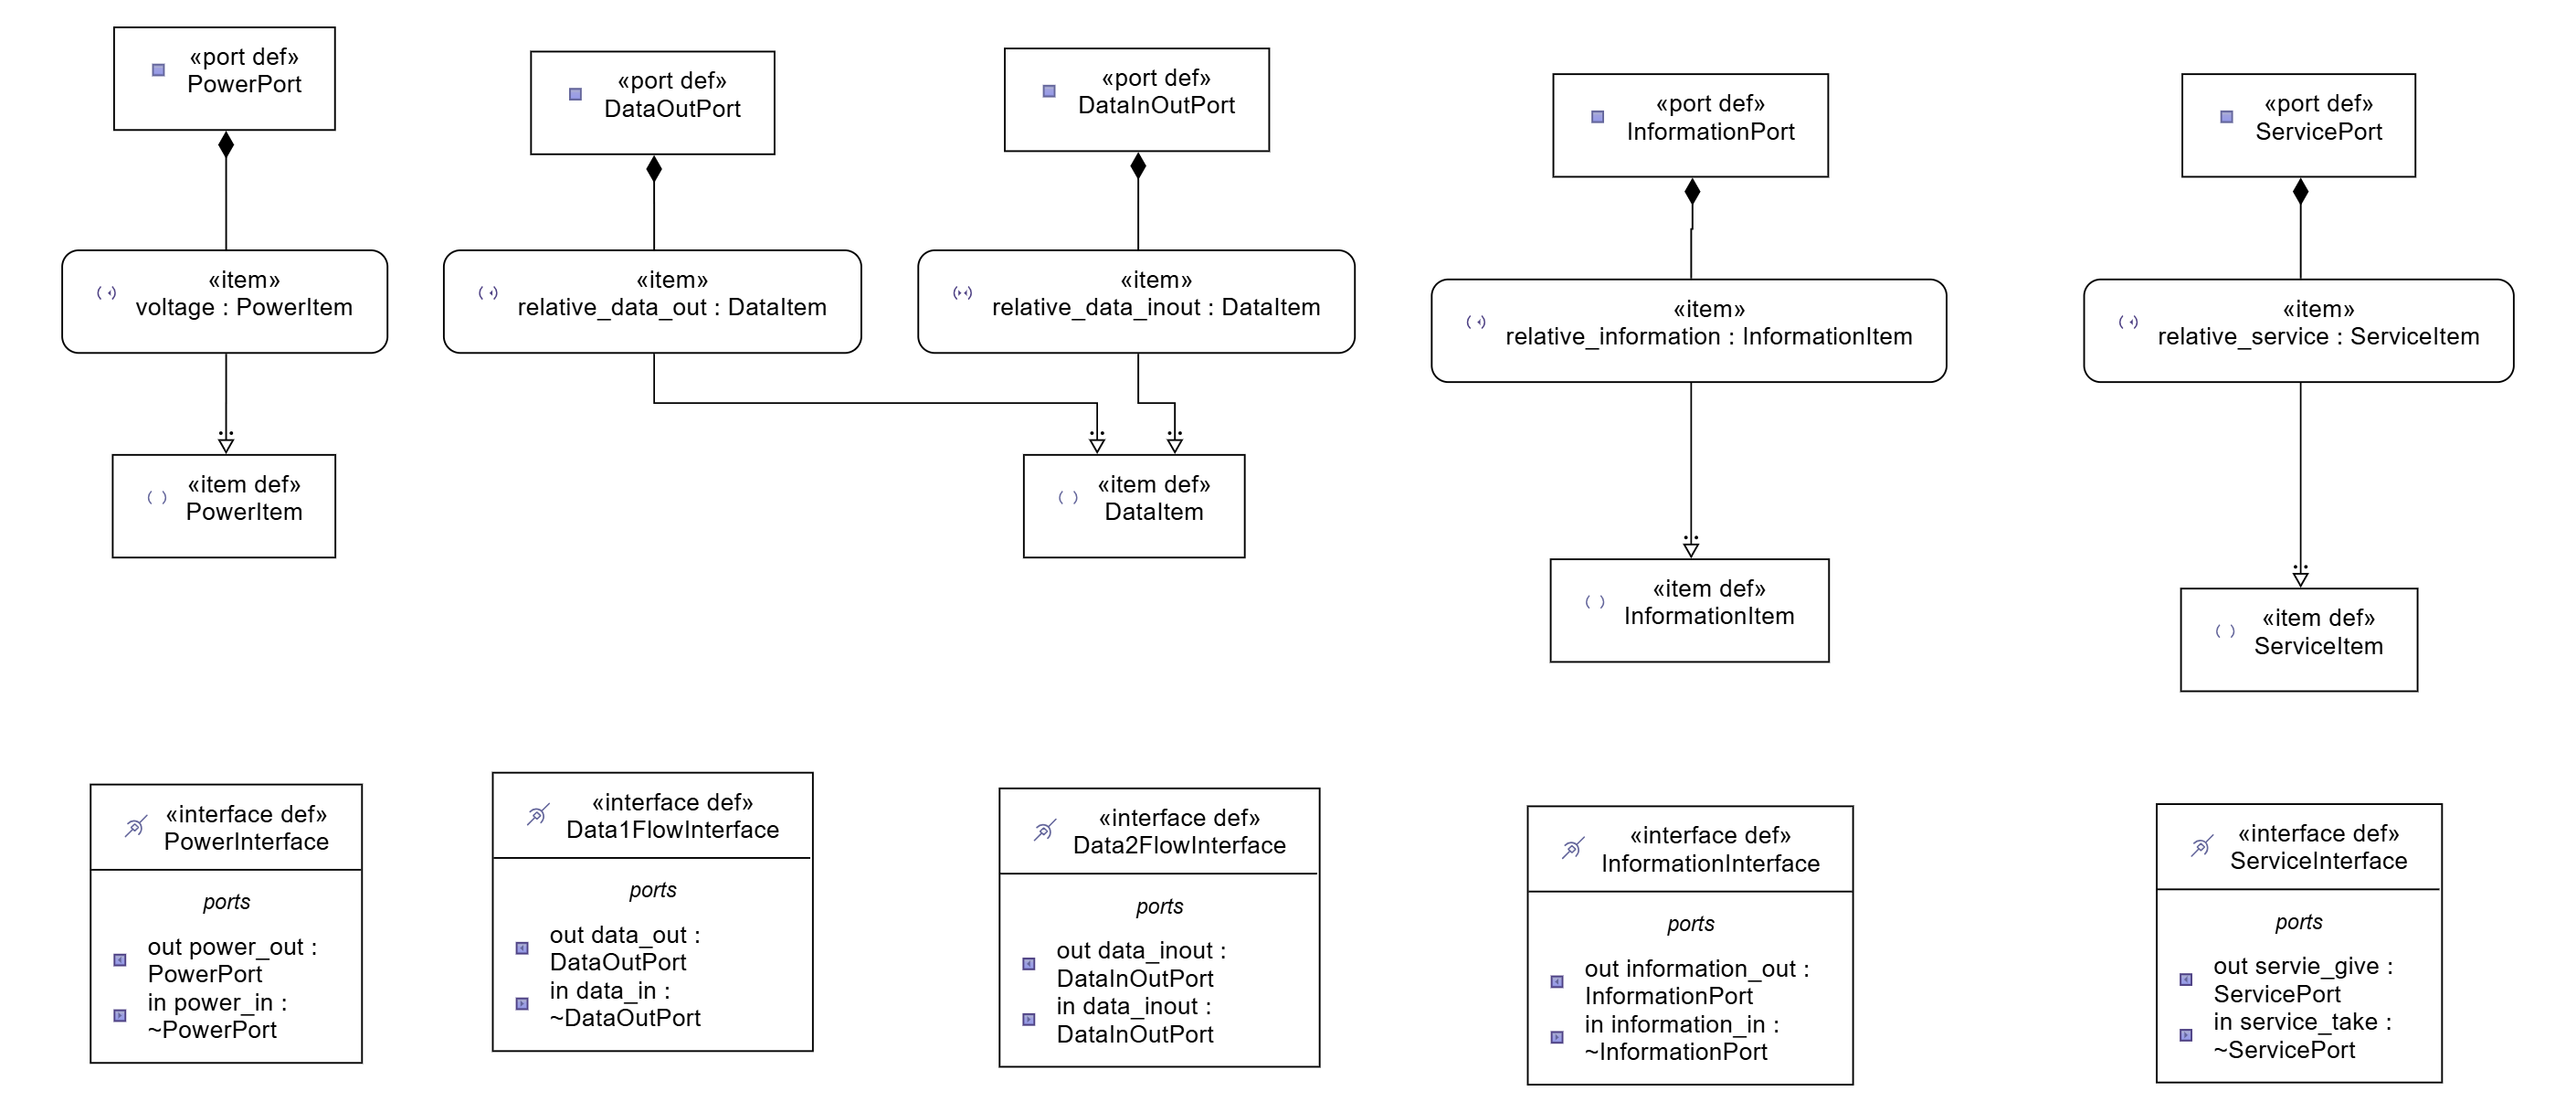 «port def»
PowerPort
«port def»
DataOutPort
«port def»
DataInOutPort
«port def»
InformationPort
«port def»
ServicePort
«item»
voltage : PowerItem
«item»
relative_data_out : DataItem
«item»
relative_data_inout : DataItem
«item»
relative_information : InformationItem
«item»
relative_service : ServiceItem
«item def»
PowerItem
«item def»
DataItem
«item def»
InformationItem
«item def»
ServiceItem
«interface def»
PowerInterface
ports
out power_out :
PowerPort
in power_in :
~PowerPort
«interface def»
Data1FlowInterface
ports
out data_out :
DataOutPort
in data_in :
~DataOutPort
«interface def»
Data2FlowInterface
ports
out data_inout :
DataInOutPort
in data_inout :
DataInOutPort
«interface def»
InformationInterface
ports
out information_out :
InformationPort
in information_in :
~InformationPort
«interface def»
ServiceInterface
ports
out servie_give :
ServicePort
in service_take :
~ServicePort